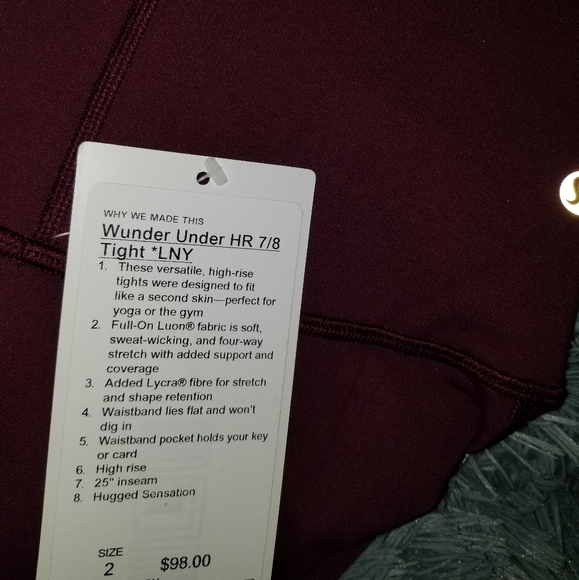 WHY WE MADE THIS
Wunder Under HR 7/8
Tight *LNY
1. These versatile, high-rise
tights were designed to fit
like a second skin—perfect for
yoga or the gym
2. Full-On Luon® fabric is soft,
sweat-wicking, and four-way
stretch with added support and
coverage
3. Added Lycra® fibre for stretch
and shape retention
4. Waistband lies flat and won't
dig in
5. Waistband pocket holds your key
or card
6. High rise
7. 25" inseam
8. Hugged Sensation
SIZE
2 $98.00